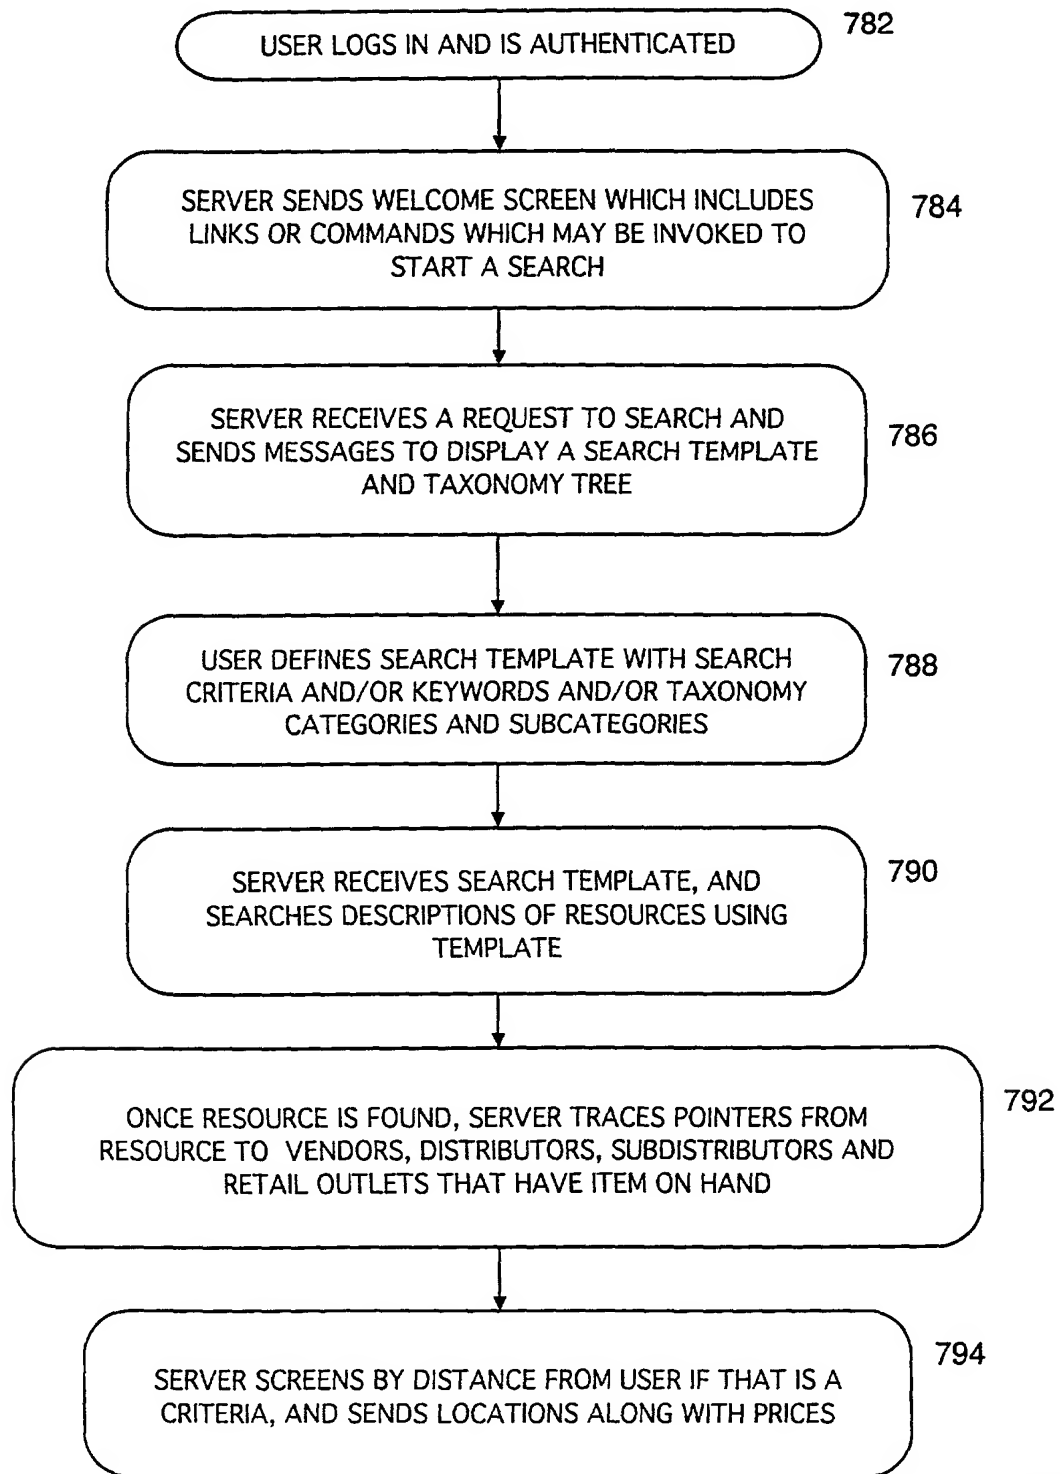 782
USER LOGS IN AND IS AUTHENTICATED
784
SERVER SENDS WELCOME SCREEN WHICH INCLUDES
LINKS OR COMMANDS WHICH MAY BE INVOKED TO
START A SEARCH
786
SERVER RECEIVES A REQUEST TO SEARCH AND
SENDS MESSAGES TO DISPLAY A SEARCH TEMPLATE
AND TAXONOMY TREE
788
USER DEFINES SEARCH TEMPLATE WITH SEARCH
CRITERIA AND/OR KEYWORDS AND/OR TAXONOMY
CATEGORIES AND SUBCATEGORIES
790
SERVER RECEIVES SEARCH TEMPLATE, AND
SEARCHES DESCRIPTIONS OF RESOURCES USING
TEMPLATE
792
ONCE RESOURCE IS FOUND, SERVER TRACES POINTERS FROM
RESOURCE TO VENDORS, DISTRIBUTORS, SUBDISTRIBUTORS AND
RETAIL OUTLETS THAT HAVE ITEM ON HAND
794
SERVER SCREENS BY DISTANCE FROM USER IF THAT IS A
CRITERIA, AND SENDS LOCATIONS ALONG WITH PRICES